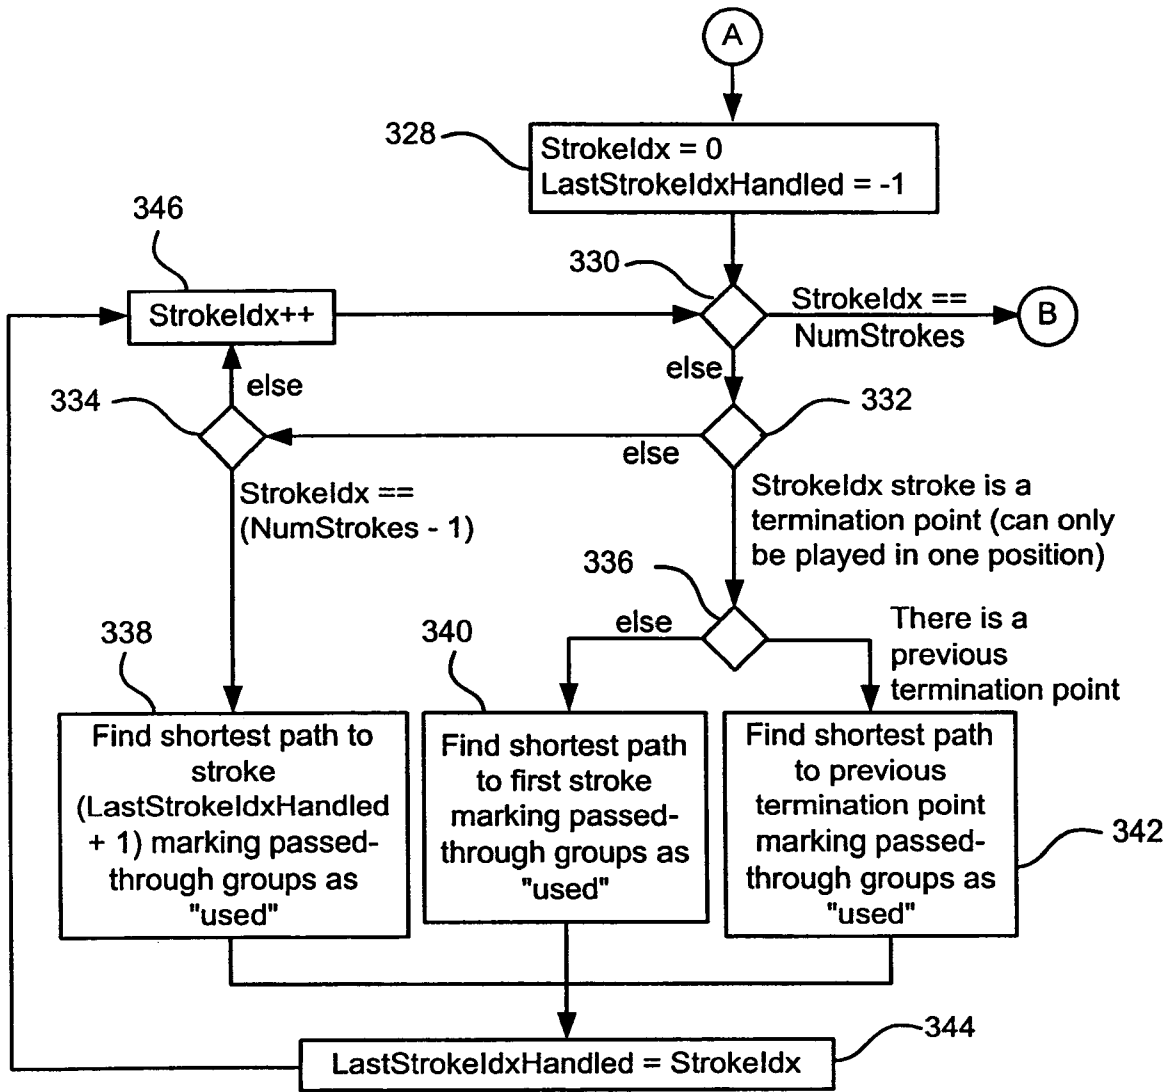 A
328
StrokeIdx = 0
LastStrokeIdxHandled = -1
346
330
StrokeIdx++
StrokeIdx ==
NumStrokes
B
else
else
334
332
else
StrokeIdx ==
(NumStrokes - 1)
StrokeIdx stroke is a
termination point (can only
be played in one position)
336
else
There is a
previous
termination point
338
340
Find shortest path to
stroke
(LastStrokeIdxHandled
+ 1) marking passed-
through groups as
"used"
Find shortest path
to first stroke
marking passed-
through groups as
"used"
Find shortest path
to previous
termination point
marking passed-
through groups as
"used"
342
344
LastStrokeIdxHandled = StrokeIdx